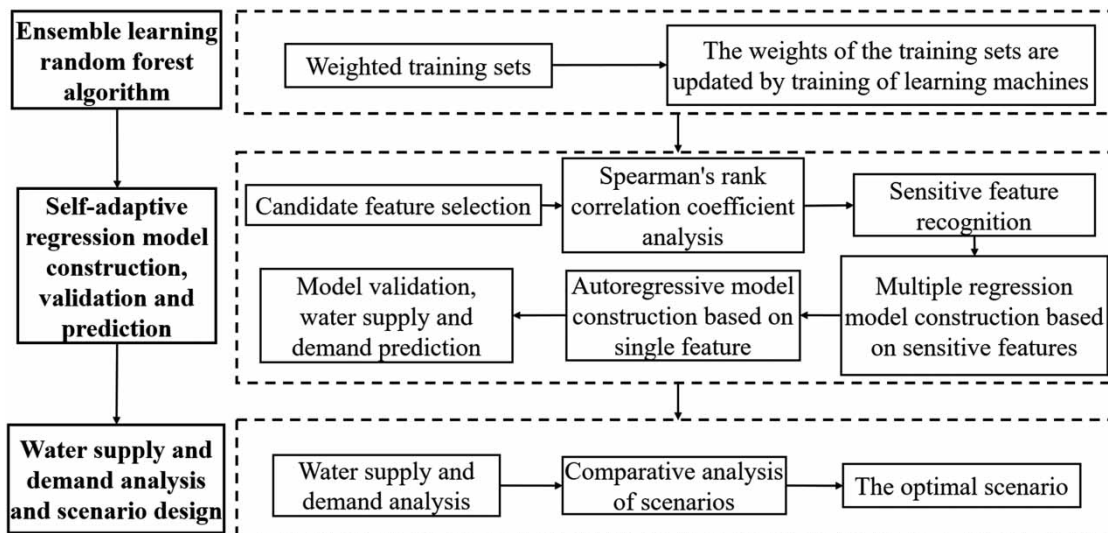 Ensemble learning
random forest
algorithm
Weighted training sets
The weights of the training sets are
updated by training of learning machines
Self-adaptive
regression model
construction,
validation and
prediction
Candidate feature selection
Spearman's rank
correlation coefficient
analysis
Sensitive feature
recognition
Multiple regression
model construction based
on sensitive features
Autoregressive model
construction based on
single feature
Model validation,
water supply and
demand prediction
Water supply and
demand analysis
and scenario design
Water supply and
demand analysis
Comparative analysis
of scenarios
The optimal scenario